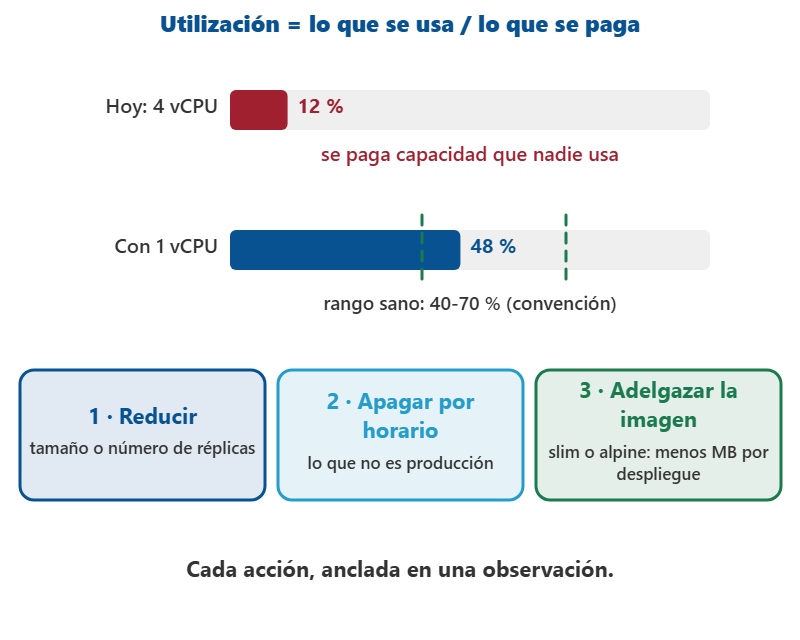 Utilización = lo que se usa / lo que se paga
Hoy: 4 vCPU
12 %
se paga capacidad que nadie usa
Con 1 vCPU
48 %
rango sano: 40-70 % (convención)
1 · Reducir
tamaño o número de réplicas
2 · Apagar por
horario
lo que no es producción
3 · Adelgazar la
imagen
slim o alpine: menos MB por
despliegue
Cada acción, anclada en una observación.